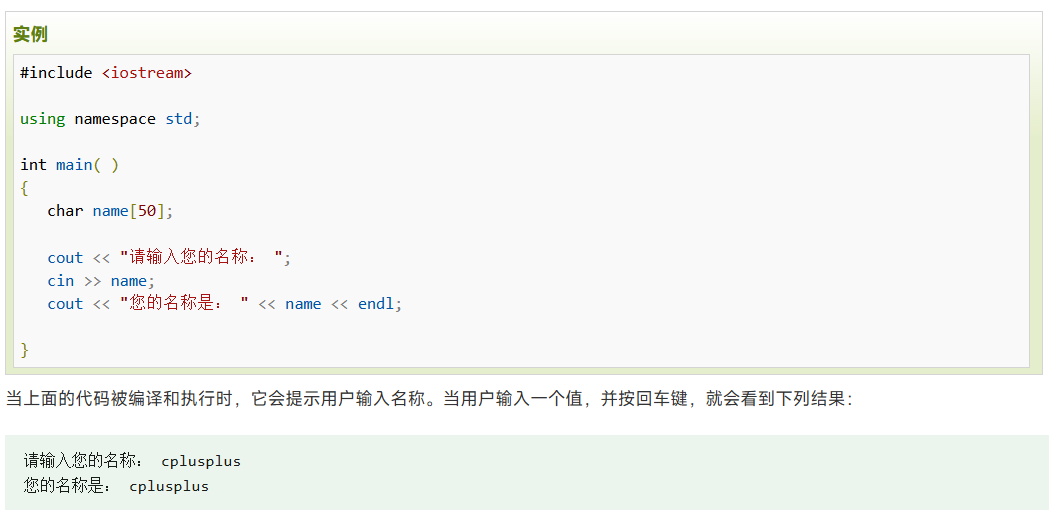 实例
#include <iostream>
using namespace std;
int main( )
{
char name[50];
cout << "请输入您的名称： ";
cin >> name;
cout << "您的名称是： " << name << endl;
}
当上面的代码被编译和执行时，它会提示用户输入名称。当用户输入一个值，并按回车键，就会看到下列结果：
请输入您的名称： cplusplus
您的名称是： cplusplus